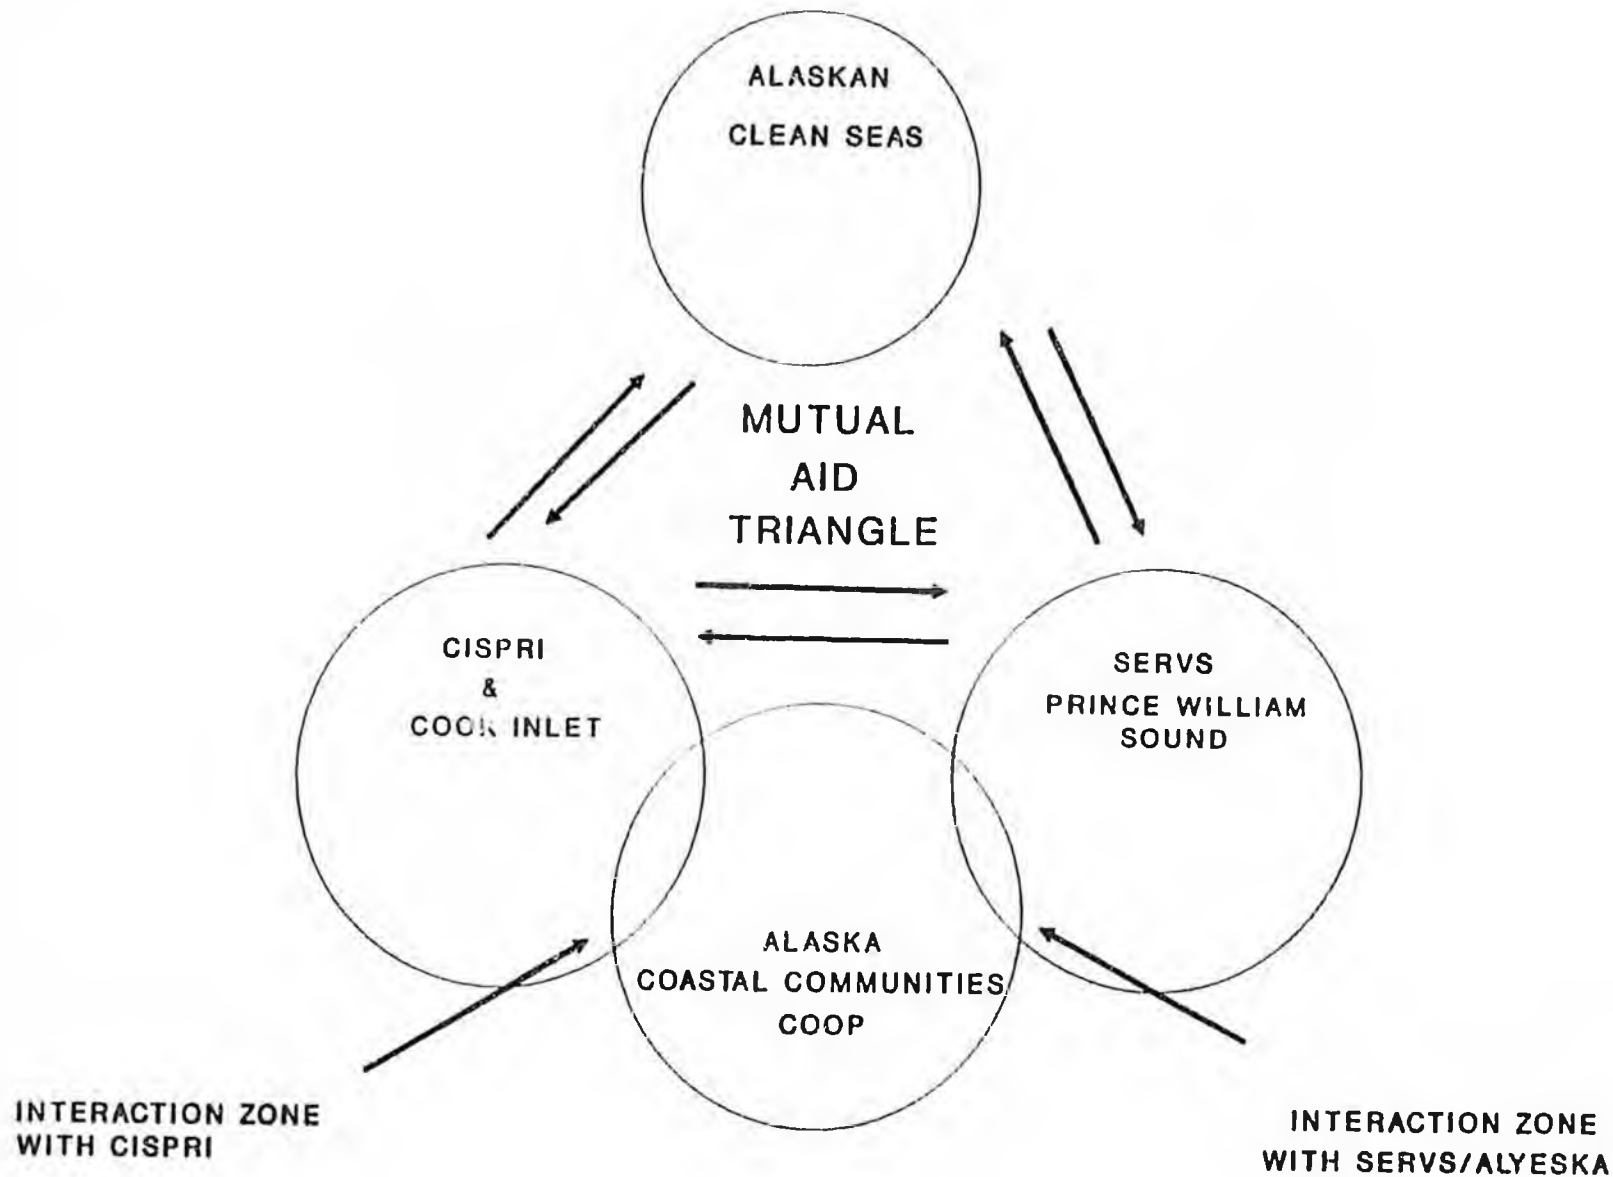 ALASKAN
CLEAN SEAS
MUTUAL
AID
TRIANGLE
CISPRI
&
COOK INLET
SERVS
PRINCE WILLIAM
SOUND
ALASKA
COASTAL COMMUNITIES
COOP
INTERACTION ZONE
WITH CISPRI
INTERACTION ZONE
WITH SERVS/ALYESKA